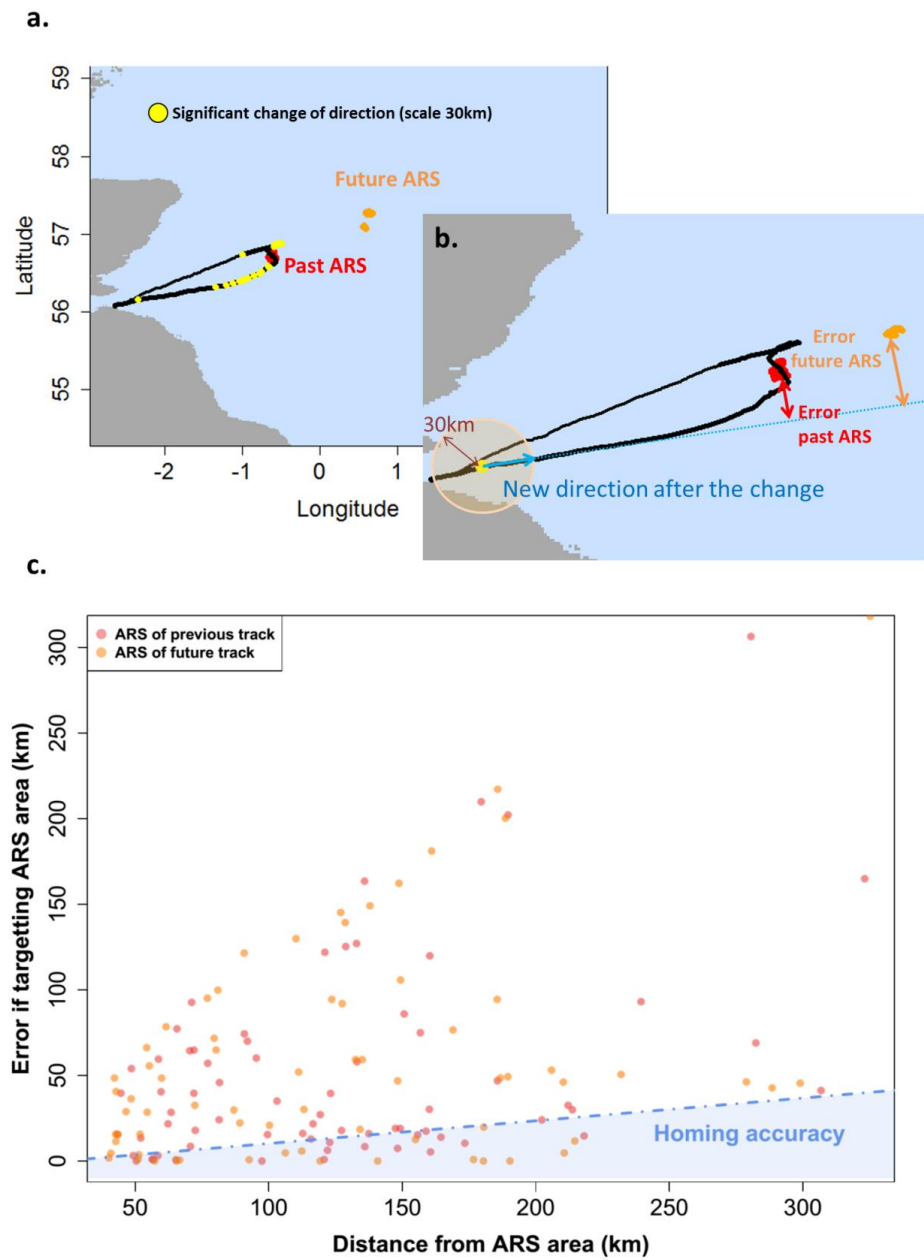 a.
59
58
57
56
55
Latitude
Significant change of direction (scale 30km)
Future ARS
Past ARS
-2
-1
0
1
Longitude
b.
Error
future ARS
30km
Error
past ARS
New direction after the change
c.
ARS of previous track
ARS of future track
300
250
200
150
100
50
0
Error if targetting ARS area (km)
Homing accuracy
50
100
150
200
250
300
Distance from ARS area (km)